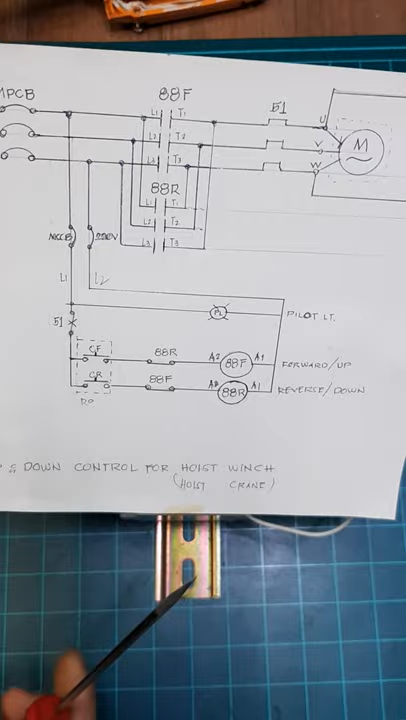 MPCB
88F
51
L1 T1
U
L2 T2
V
M
L3 T3
W
88R
L1 T1
L2 T2
L3 T3
MCCB
220V
L1
L2
PL
PILOT LT.
51
CF
88R
A2
88F
A1
FORWARD/UP
CR
88F
A2
88R
A1
REVERSE/DOWN
& DOWN CONTROL FOR HOIST WINCH
(HOIST CRANE)